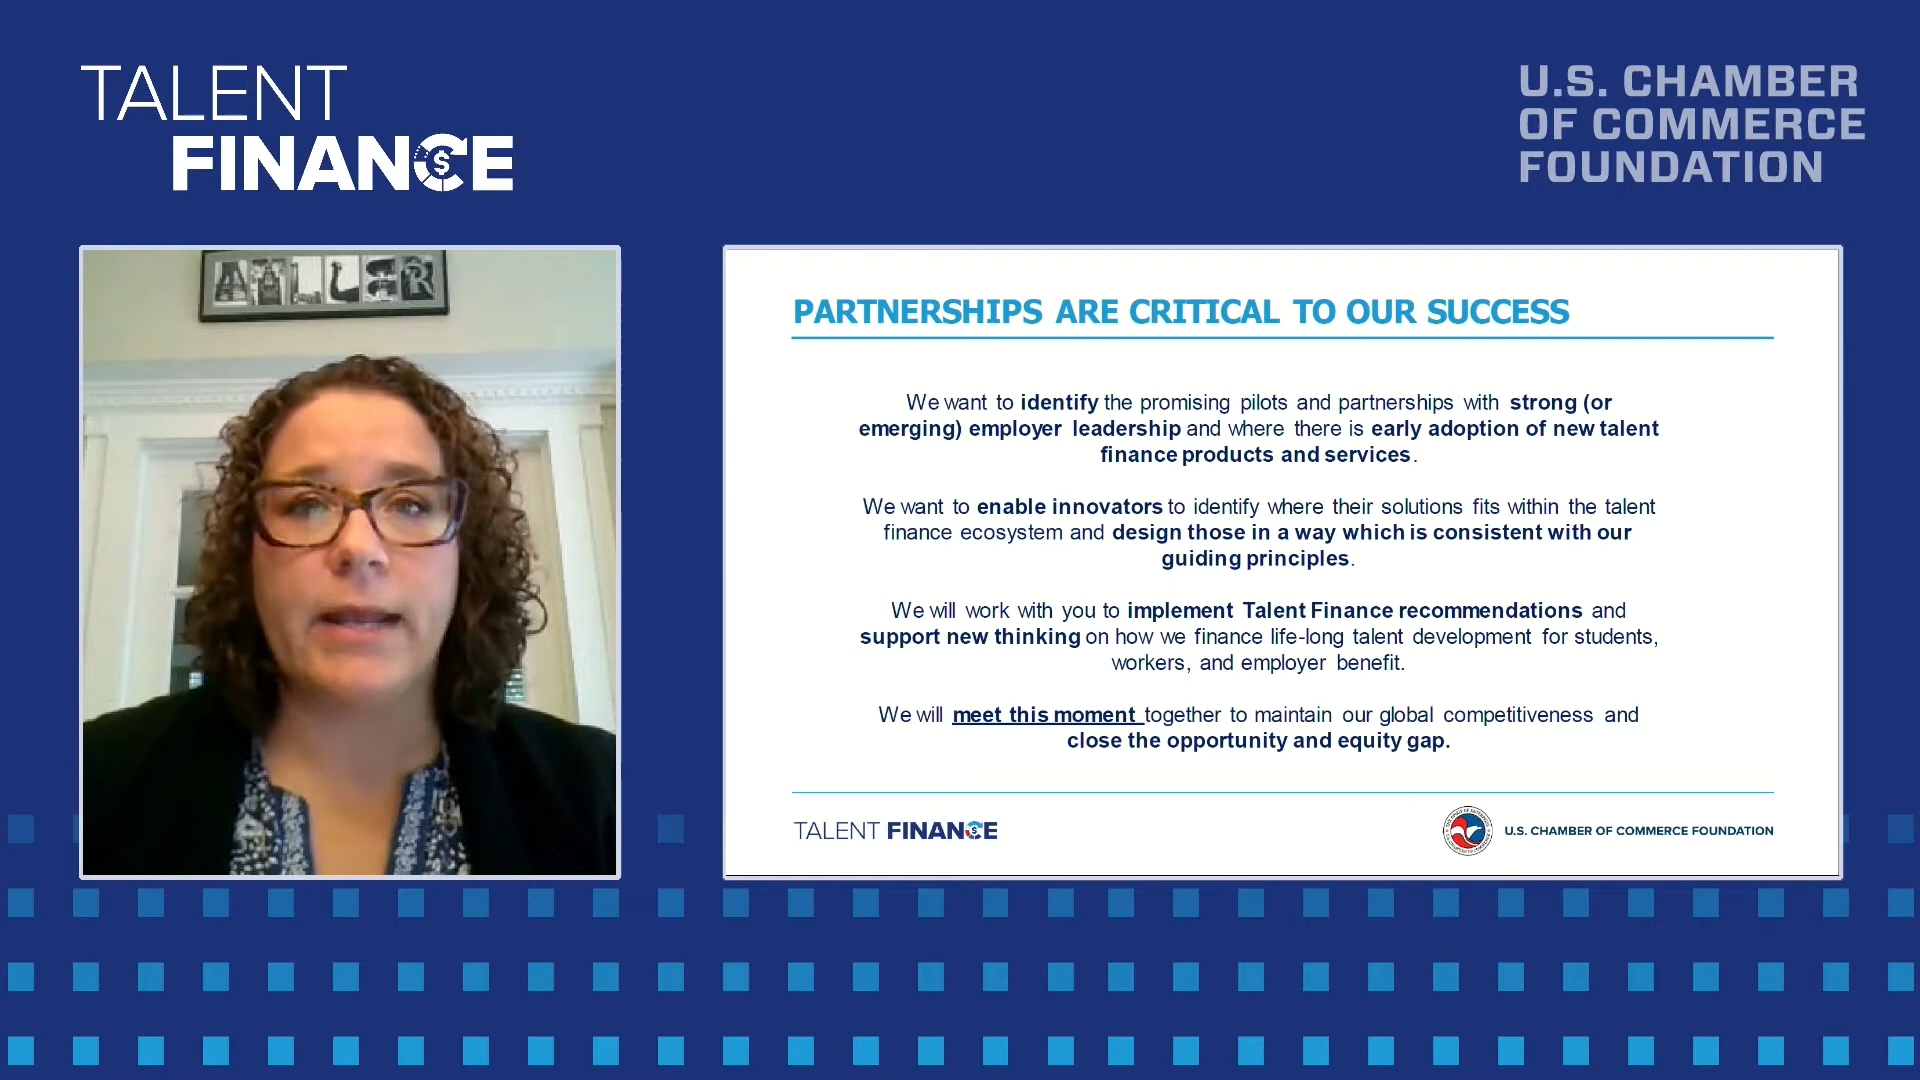 TALENT
FINANCE
U.S. CHAMBER
OF COMMERCE
FOUNDATION
MILLER
PARTNERSHIPS ARE CRITICAL TO OUR SUCCESS
We want to identify the promising pilots and partnerships with strong (or
emerging) employer leadership and where there is early adoption of new talent
finance products and services.
We want to enable innovators to identify where their solutions fits within the talent
finance ecosystem and design those in a way which is consistent with our
guiding principles.
We will work with you to implement Talent Finance recommendations and
support new thinking on how we finance life-long talent development for students,
workers, and employer benefit.
We will meet this moment together to maintain our global competitiveness and
close the opportunity and equity gap.
TALENT FINANCE
U.S. CHAMBER OF COMMERCE FOUNDATION